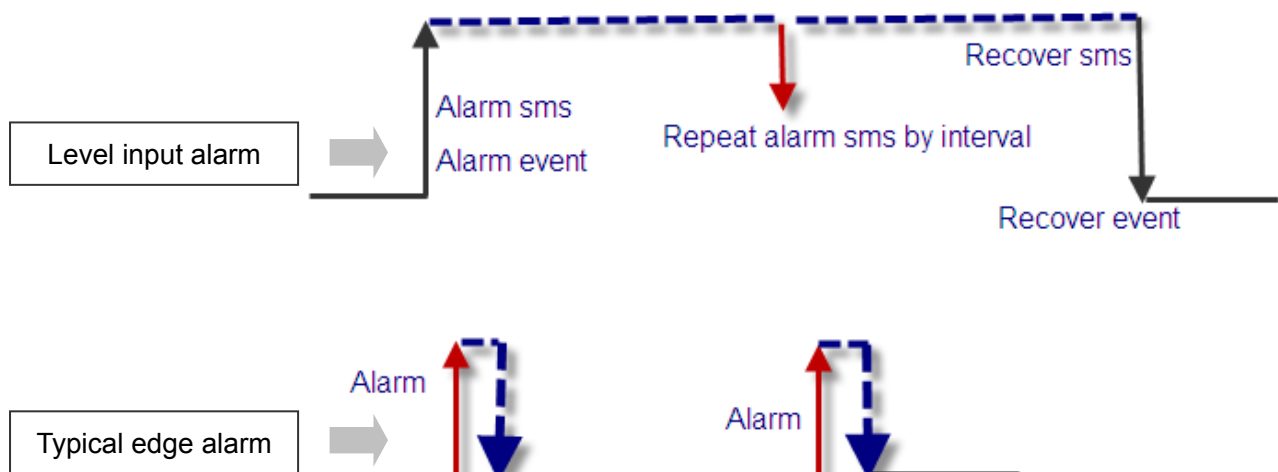 Recover sms
Alarm sms
Repeat alarm sms by interval
Level input alarm
Alarm event
Recover event
Alarm
Alarm
Typical edge alarm